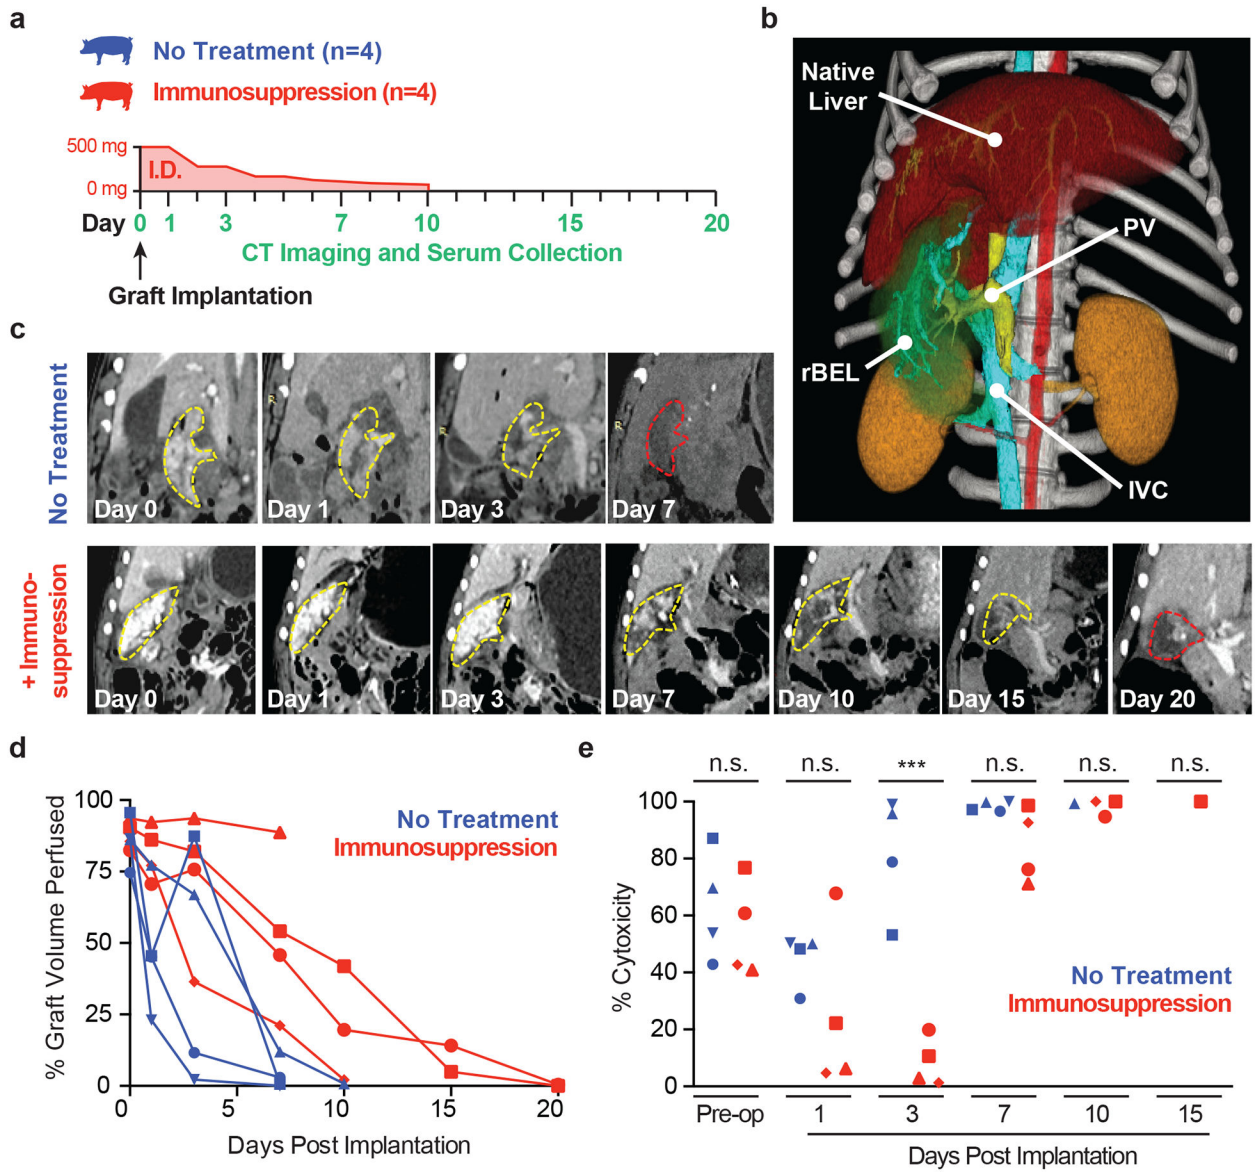 a
No Treatment (n=4)
Immunosuppression (n=4)
500 mg
I.D.
0 mg
Day 0 1 3 7 10 15 20
CT Imaging and Serum Collection
Graft Implantation
b
Native
Liver
PV
rBEL
IVC
c
No Treatment
Day 0
Day 1
Day 3
Day 7
R
R
R
+ Immuno-
suppression
Day 0
Day 1
Day 3
Day 7
Day 10
Day 15
Day 20
d
% Graft Volume Perfused
100
75
50
25
0
No Treatment
Immunosuppression
0 5 10 15 20
Days Post Implantation
e
n.s. n.s. *** n.s. n.s. n.s.
% Cytoxicity
100
80
60
40
20
0
No Treatment
Immunosuppression
Pre-op 1 3 7 10 15
Days Post Implantation